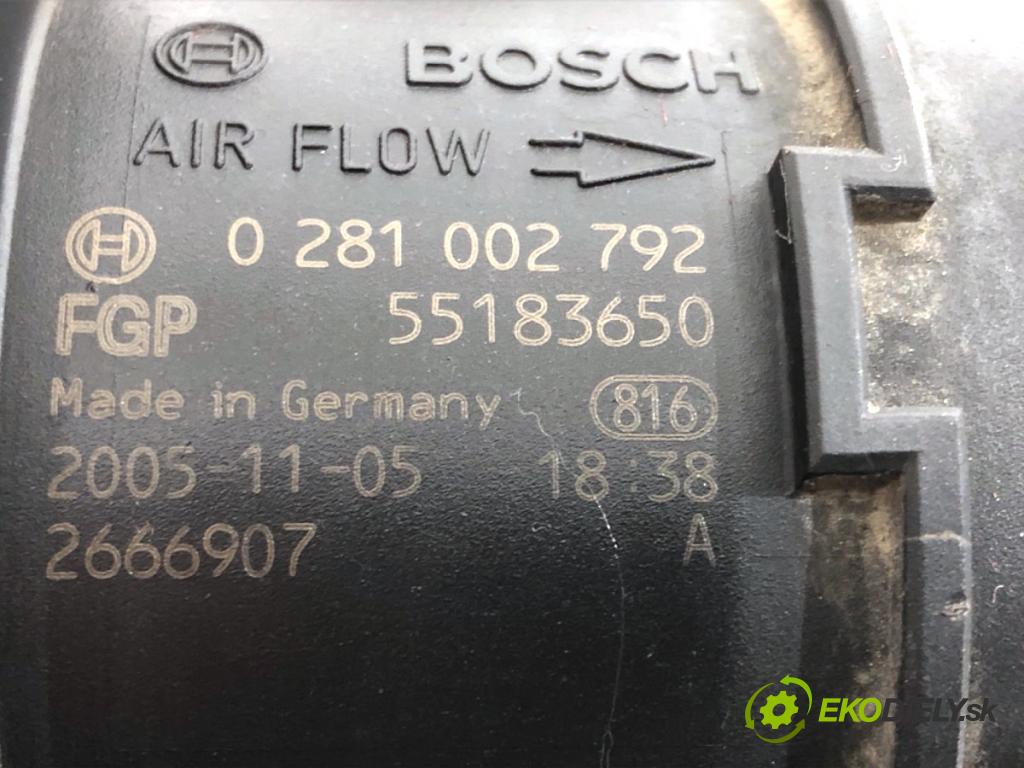 BOSCH
AIR FLOW
0 281 002 792
FGP 55183650
Made in Germany 816
2005-11-05 18:38
2666907 A
EKODIELY.sk